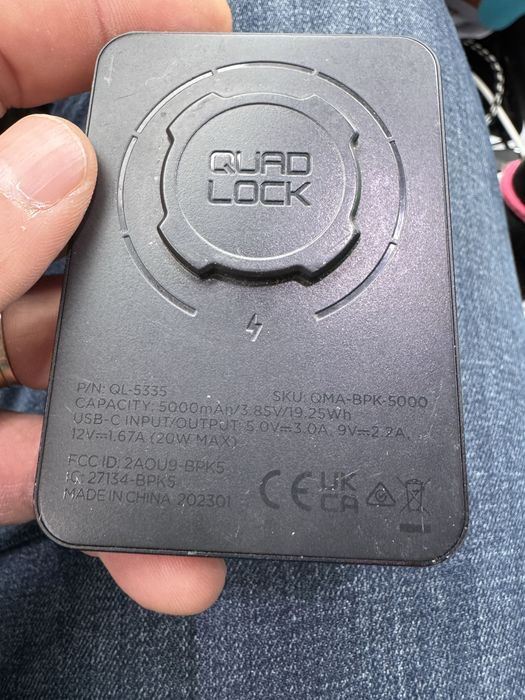 QUAD
LOCK
P/N: QL-5335 SKU: QMA-BPK-5000
CAPACITY: 5000mAh/3.85V/19.25Wh
USB-C INPUT/OUTPUT: 5.0V⎓3.0A, 9V⎓2.2A,
12V⎓1.67A (20W MAX)
FCC ID: 2AOU9-BPK5
IC: 27134-BPK5
MADE IN CHINA 202301
CE UK
CA